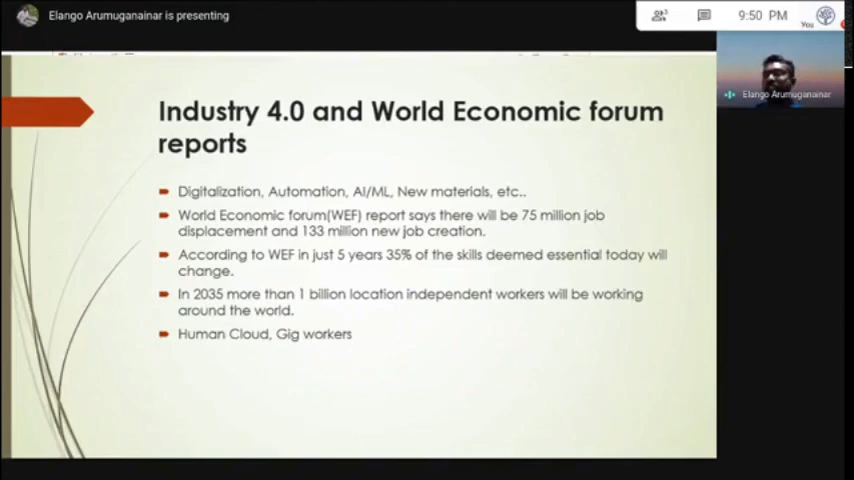 Elango Arumuganainar is presenting
3
9:50 PM
You
Elango Arumuganainar
Industry 4.0 and World Economic forum
reports
Digitalization, Automation, AI/ML, New materials, etc..
World Economic forum(WEF) report says there will be 75 million job
displacement and 133 million new job creation.
According to WEF in just 5 years 35% of the skills deemed essential today will
change.
In 2035 more than 1 billion location independent workers will be working
around the world.
Human Cloud, Gig workers